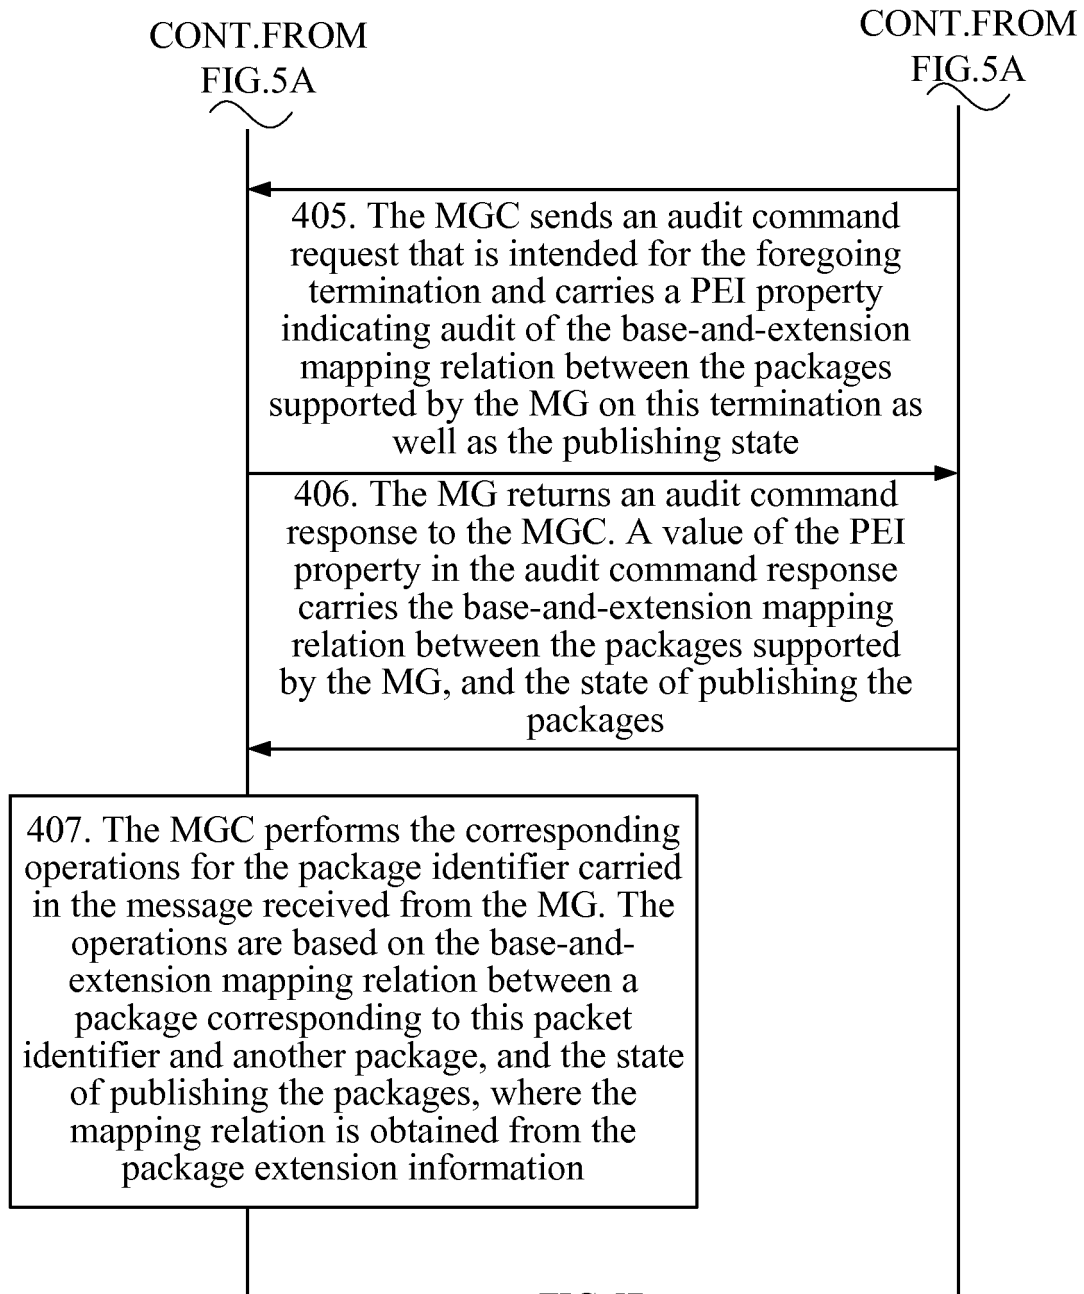 CONT.FROM
FIG.5A
CONT.FROM
FIG.5A
405. The MGC sends an audit command
request that is intended for the foregoing
termination and carries a PEI property
indicating audit of the base-and-extension
mapping relation between the packages
supported by the MG on this termination as
well as the publishing state
406. The MG returns an audit command
response to the MGC. A value of the PEI
property in the audit command response
carries the base-and-extension mapping
relation between the packages supported
by the MG, and the state of publishing the
packages
407. The MGC performs the corresponding
operations for the package identifier carried
in the message received from the MG. The
operations are based on the base-and-
extension mapping relation between a
package corresponding to this packet
identifier and another package, and the state
of publishing the packages, where the
mapping relation is obtained from the
package extension information